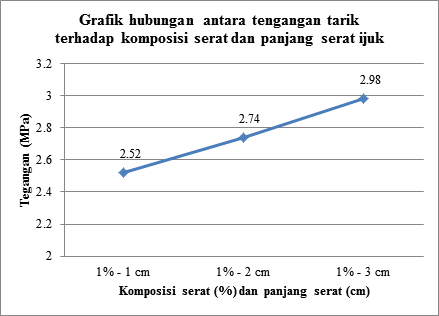 Grafik hubungan antara tengangan tarik
terhadap komposisi serat dan panjang serat ijuk
3.2
3
2.8
2.6
2.4
2.2
2
Tegangan (MPa)
2.52
2.74
2.98
1% - 1 cm
1% - 2 cm
1% - 3 cm
Komposisi serat (%) dan panjang serat (cm)